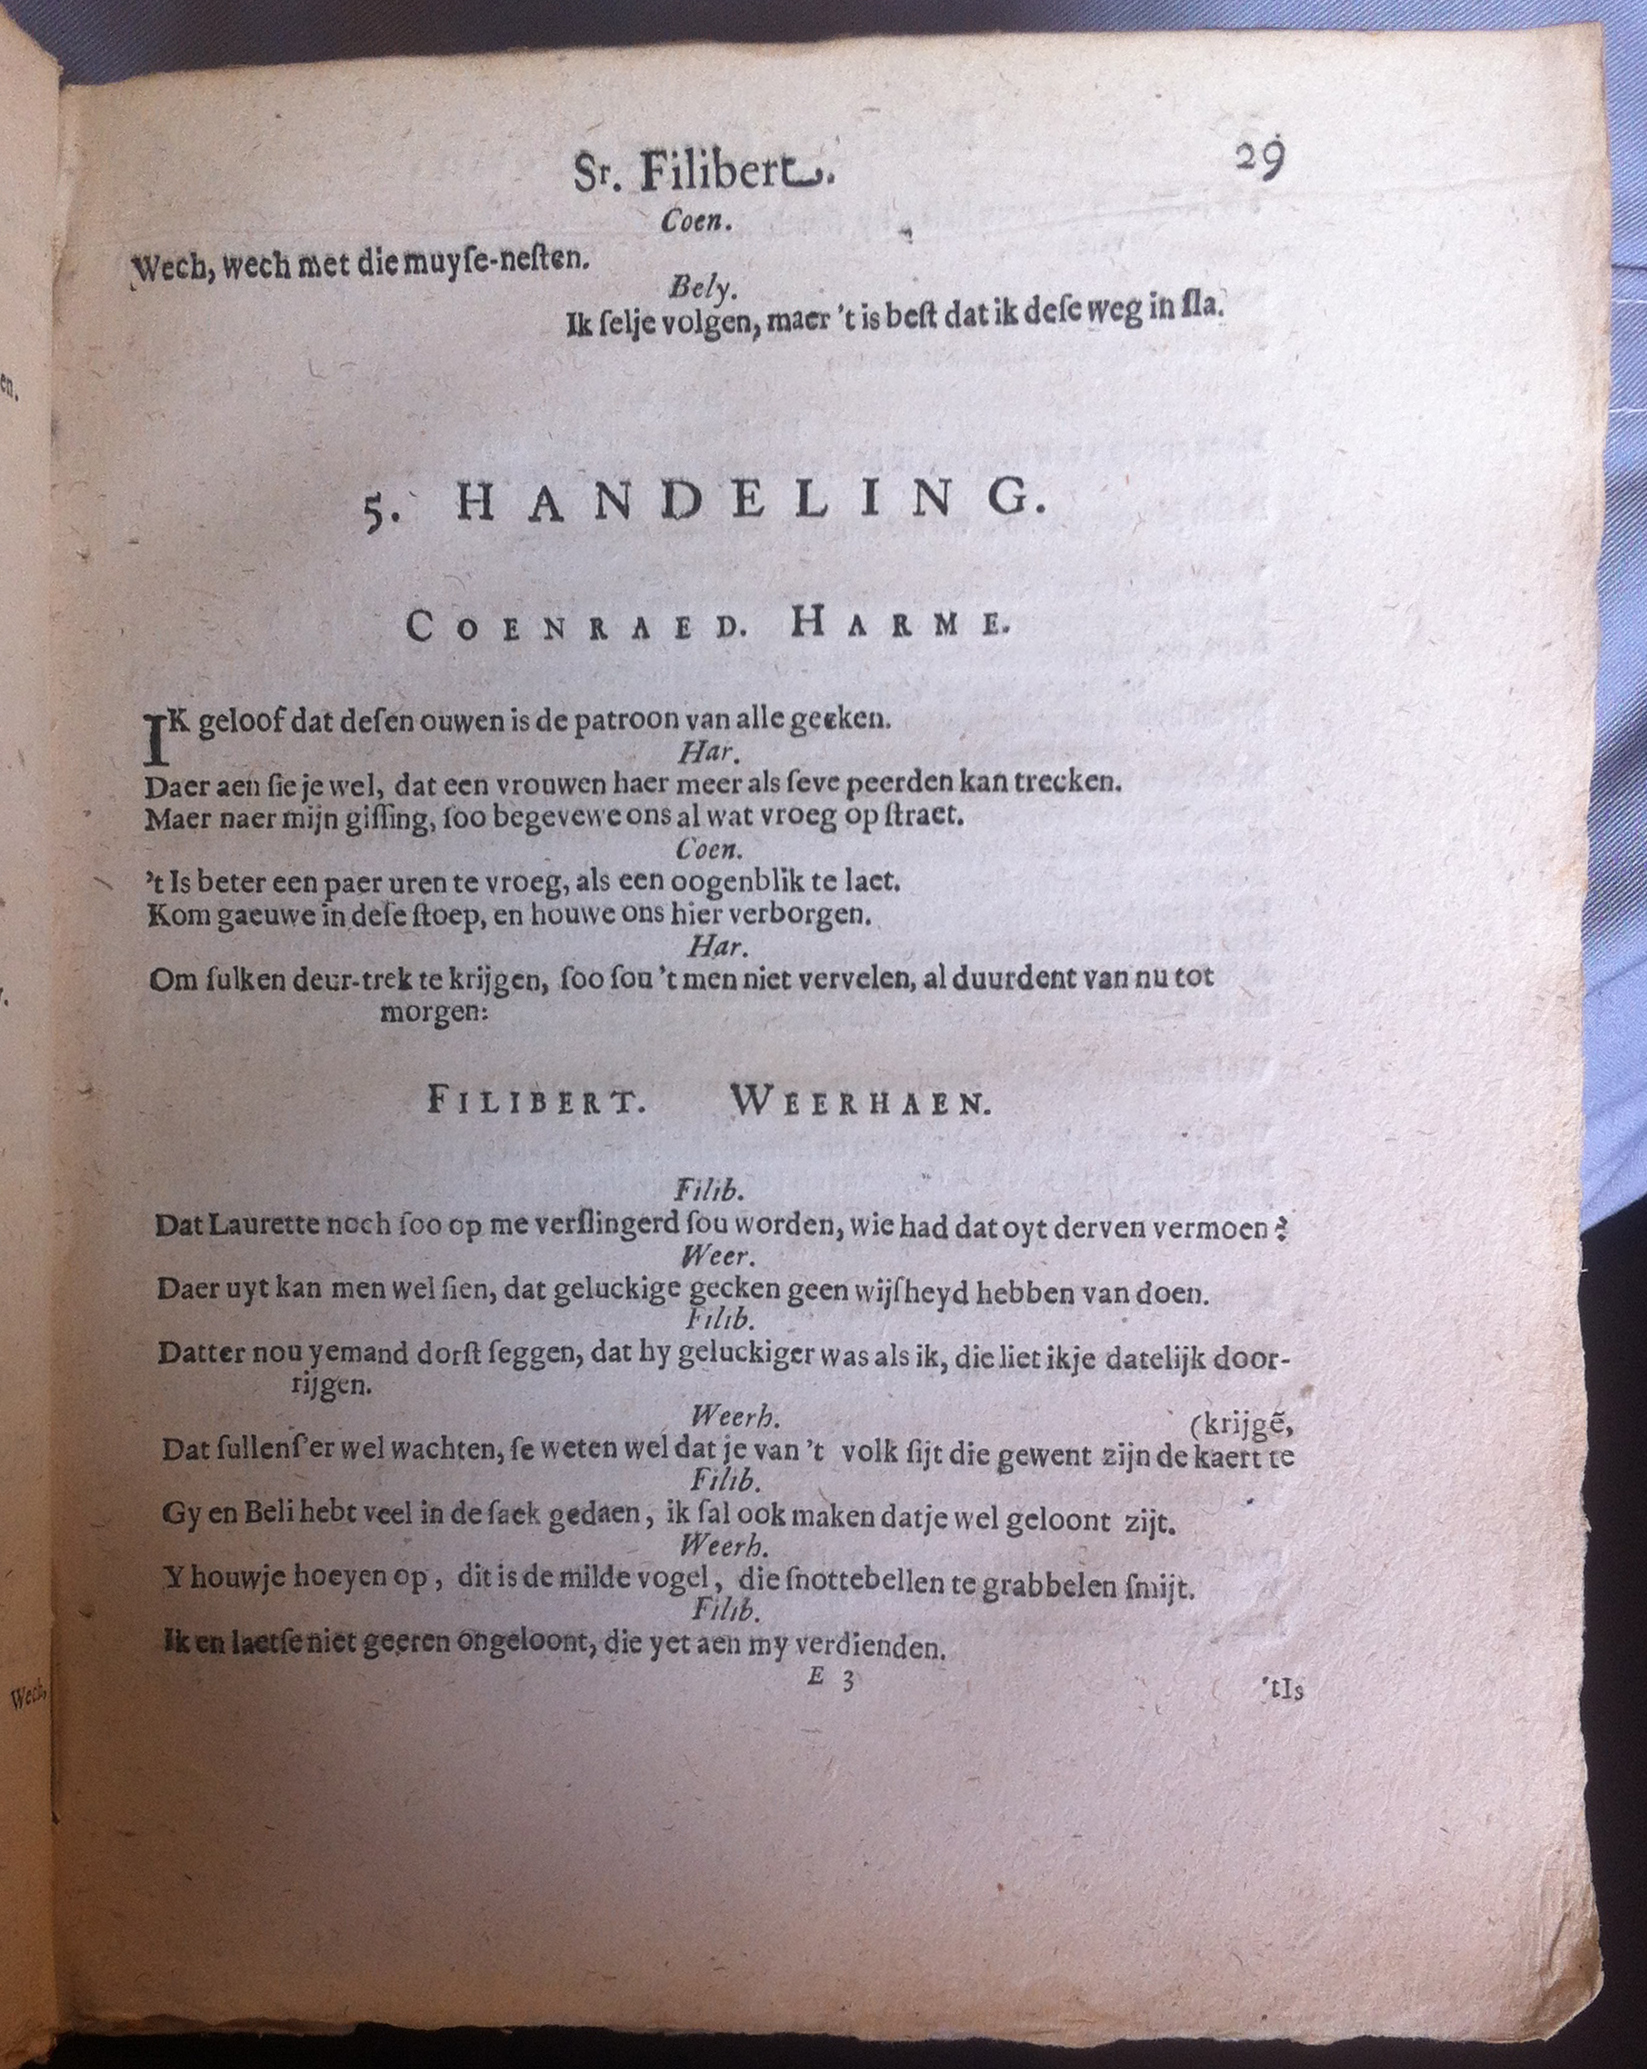 Sr. Filibert. 29
Coen.
Wech, wech met die muyſe-neſten.
Bely.
Ik ſelje volgen, maer 't is beſt dat ik deſe weg in ſla.
5. HANDELING.
COENRAED. HARME.
IK geloof dat deſen ouwen is de patroon van alle gecken.
Har.
Daer aen ſie je wel, dat een vrouwen haer meer als ſeve peerden kan trecken.
Maer naer mijn giſſing, ſoo begevewe ons al wat vroeg op ſtraet.
Coen.
't Is beter een paer uren te vroeg, als een oogenblik te laet.
Kom gaeuwe in deſe ſtoep, en houwe ons hier verborgen.
Har.
Om ſulken deur-trek te krijgen, ſoo ſou 't men niet vervelen, al duurdent van nu tot
morgen:
FILIBERT. WEERHAEN.
Filib.
Dat Laurette noch ſoo op me verſlingerd ſou worden, wie had dat oyt derven vermoen?
Weer.
Daer uyt kan men wel ſien, dat geluckige gecken geen wijſheyd hebben van doen.
Filib.
Datter nou yemand dorſt ſeggen, dat hy geluckiger was als ik, die liet ikje datelijk door-
rijgen.
Weerh. (krijgẽ,
Dat ſullenſ'er wel wachten, ſe weten wel dat je van 't volk ſijt die gewent zijn de kaert te
Filib.
Gy en Beli hebt veel in de ſaek gedaen, ik ſal ook maken datje wel geloont zijt.
Weerh.
Y houwje hoeyen op, dit is de milde vogel, die ſnottebellen te grabbelen ſmijt.
Filib.
Ik en laetſe niet geeren ongeloont, die yet aen my verdienden.
E 3 'tIs
en.
Wech,